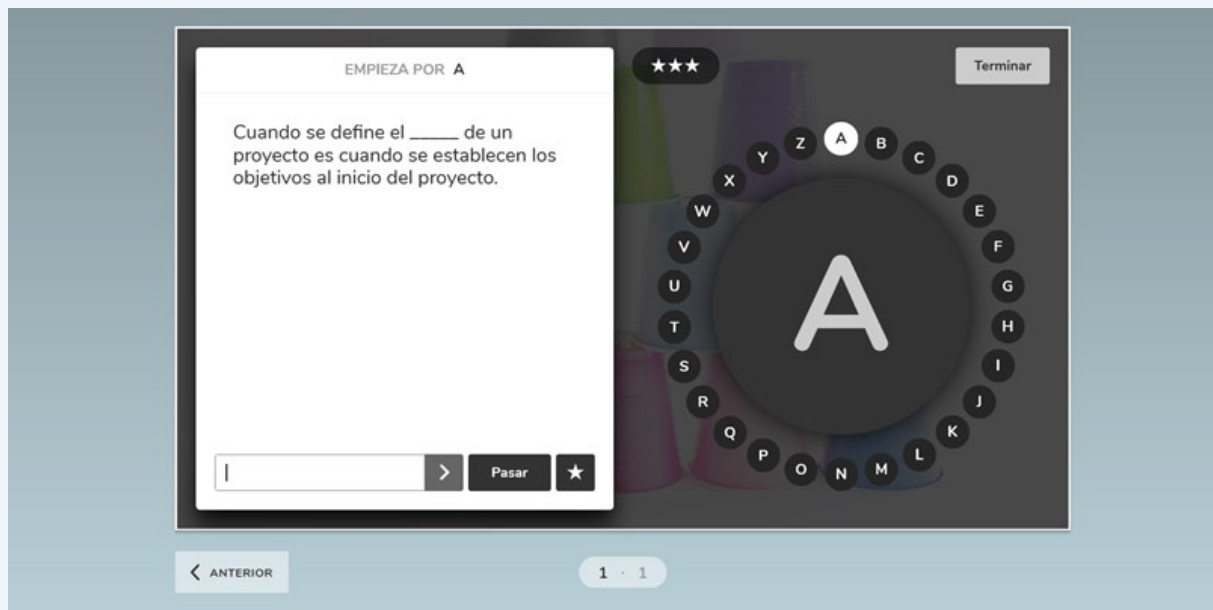 EMPIEZA POR A
★★★
Terminar
Cuando se define el _____ de un
proyecto es cuando se establecen los
objetivos al inicio del proyecto.
A
B
C
D
E
F
G
H
I
J
K
L
M
N
O
P
Q
R
S
T
U
V
W
X
Y
Z
A
Pasar ★
ANTERIOR
1 · 1